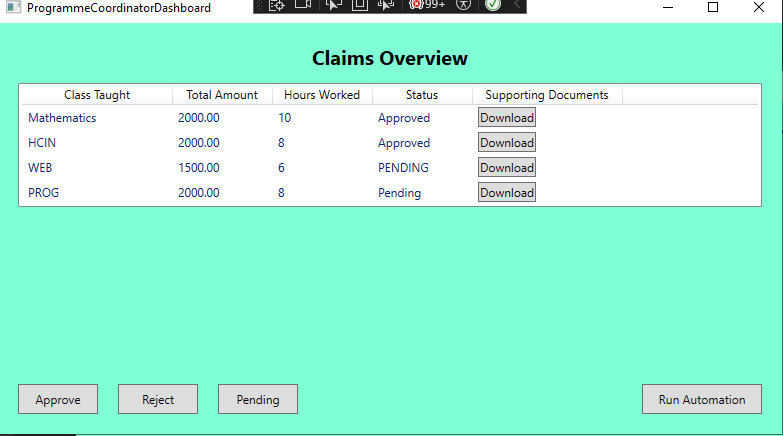 ProgrammeCoordinatorDashboard
99+
Claims Overview
Class Taught Total Amount Hours Worked Status Supporting Documents
Mathematics 2000.00 10 Approved Download
HCIN 2000.00 8 Approved Download
WEB 1500.00 6 PENDING Download
PROG 2000.00 8 Pending Download
Approve Reject Pending Run Automation